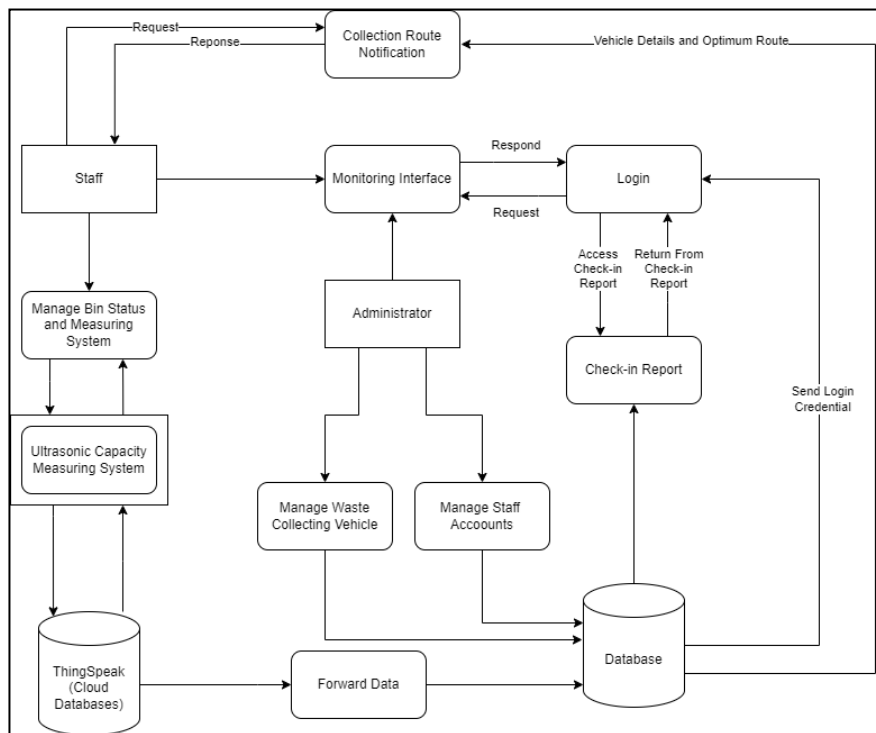 Request
Reponse
Collection Route
Notification
Vehicle Details and Optimum Route
Staff
Monitoring Interface
Respond
Request
Login
Access
Check-in
Report
Return From
Check-in
Report
Manage Bin Status
and Measuring
System
Administrator
Check-in Report
Send Login
Credential
Ultrasonic Capacity
Measuring System
Manage Waste
Collecting Vehicle
Manage Staff
Accoounts
ThingSpeak
(Cloud
Databases)
Forward Data
Database